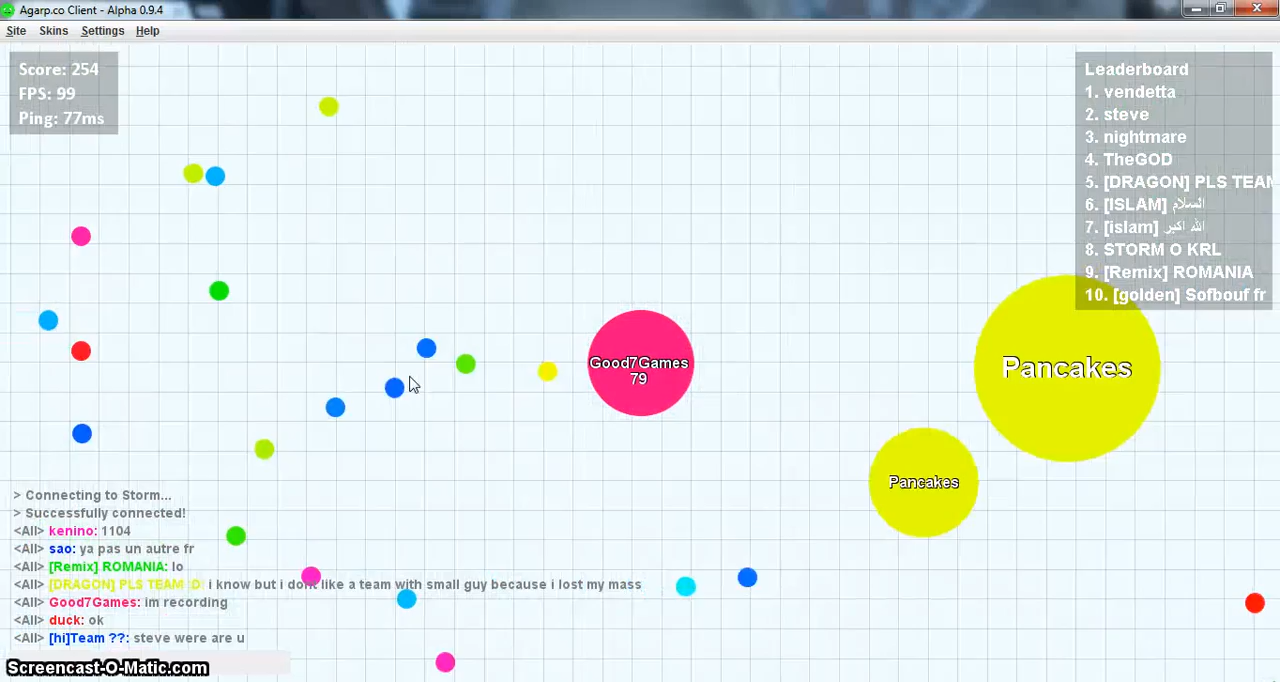 Agarp.co Client - Alpha 0.9.4
Site Skins Settings Help
Score: 254
FPS: 99
Ping: 77ms
Leaderboard
1. vendetta
2. steve
3. nightmare
4. TheGOD
5. [DRAGON] PLS TEAM
6. [ISLAM] السلام
7. [islam] الله اكبر
8. STORM O KRL
9. [Remix] ROMANIA
10. [golden] Sofbouf fr
Good7Games
79
Pancakes
Pancakes
> Connecting to Storm...
> Successfully connected!
<All> kenino: 1104
<All> sao: ya pas un autre fr
<All> [Remix] ROMANIA: lo
<All> [DRAGON] PLS TEAM :D: i know but i dont like a team with small guy because i lost my mass
<All> Good7Games: im recording
<All> duck: ok
<All> [hi]Team ??: steve were are u
Screencast-O-Matic.com